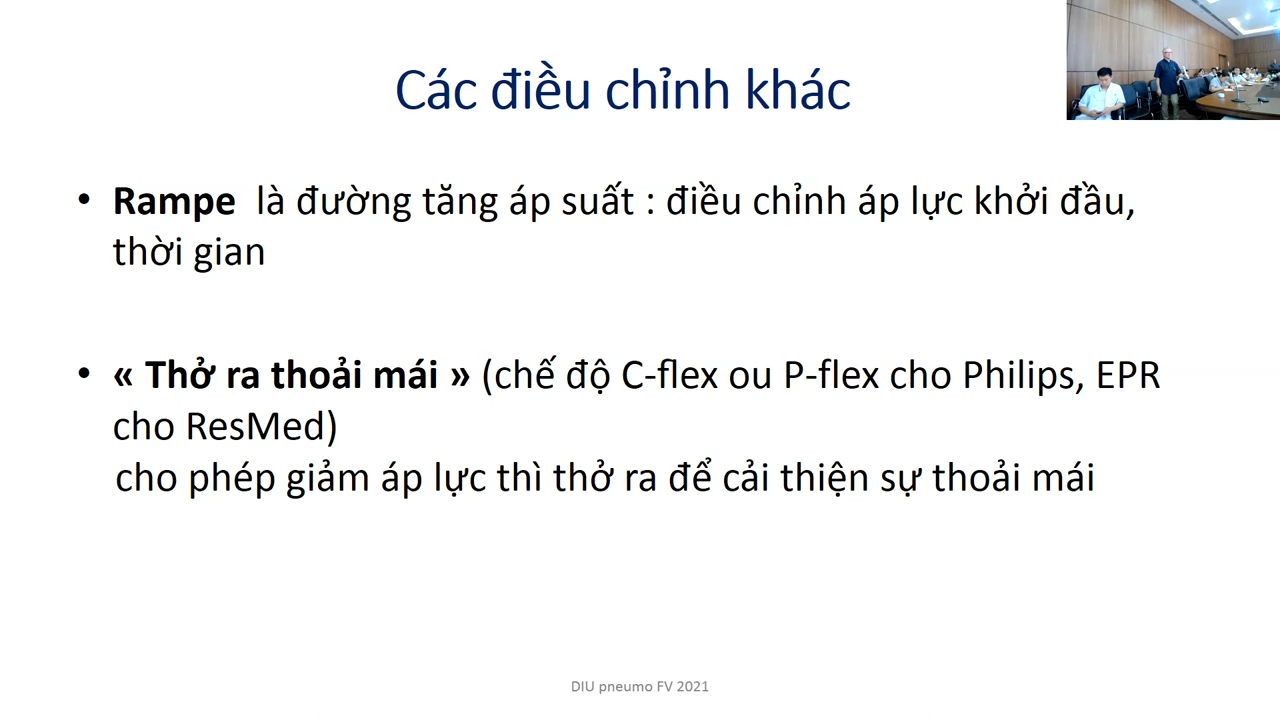 Các điều chỉnh khác
• Rampe là đường tăng áp suất : điều chỉnh áp lực khởi đầu,
thời gian
• « Thở ra thoải mái » (chế độ C-flex ou P-flex cho Philips, EPR
cho ResMed)
cho phép giảm áp lực thì thở ra để cải thiện sự thoải mái
DIU pneumo FV 2021